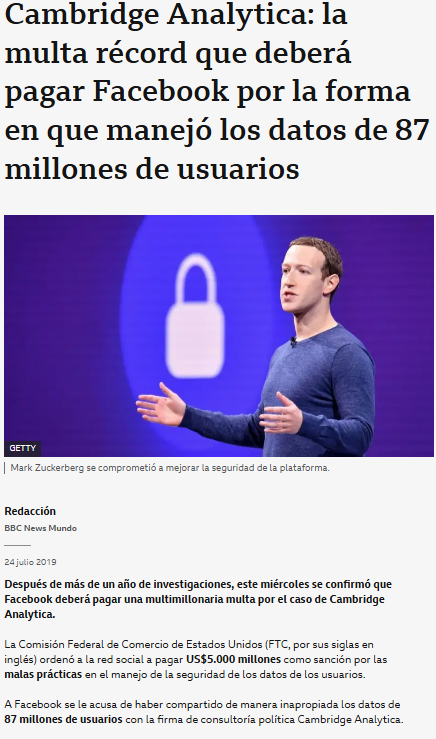 Cambridge Analytica: la
multa récord que deberá
pagar Facebook por la forma
en que manejó los datos de 87
millones de usuarios
GETTY
Mark Zuckerberg se comprometió a mejorar la seguridad de la plataforma.
Redacción
BBC News Mundo
24 julio 2019
Después de más de un año de investigaciones, este miércoles se confirmó que
Facebook deberá pagar una multimillonaria multa por el caso de Cambridge
Analytica.
La Comisión Federal de Comercio de Estados Unidos (FTC, por sus siglas en
inglés) ordenó a la red social a pagar US$5.000 millones como sanción por las
malas prácticas en el manejo de la seguridad de los datos de los usuarios.
A Facebook se le acusa de haber compartido de manera inapropiada los datos de
87 millones de usuarios con la firma de consultoría política Cambridge Analytica.